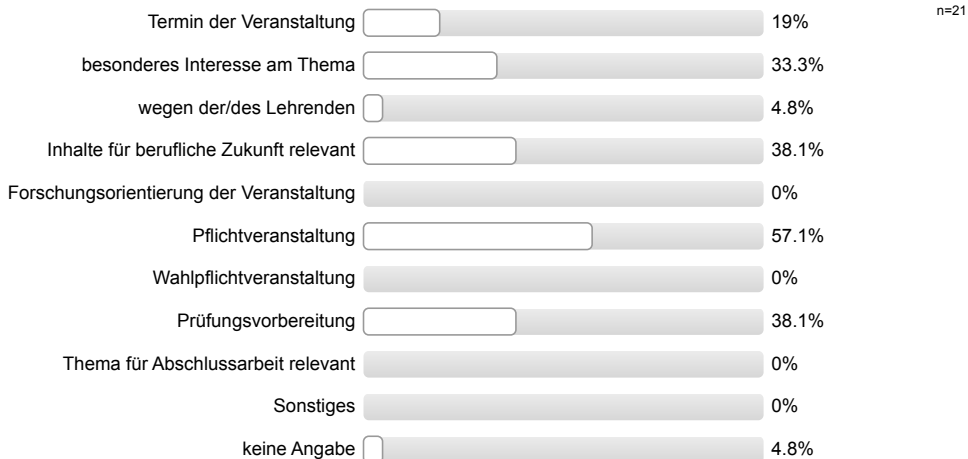 Termin der Veranstaltung 19% n=21
besonderes Interesse am Thema 33.3%
wegen der/des Lehrenden 4.8%
Inhalte für berufliche Zukunft relevant 38.1%
Forschungsorientierung der Veranstaltung 0%
Pflichtveranstaltung 57.1%
Wahlpflichtveranstaltung 0%
Prüfungsvorbereitung 38.1%
Thema für Abschlussarbeit relevant 0%
Sonstiges 0%
keine Angabe 4.8%